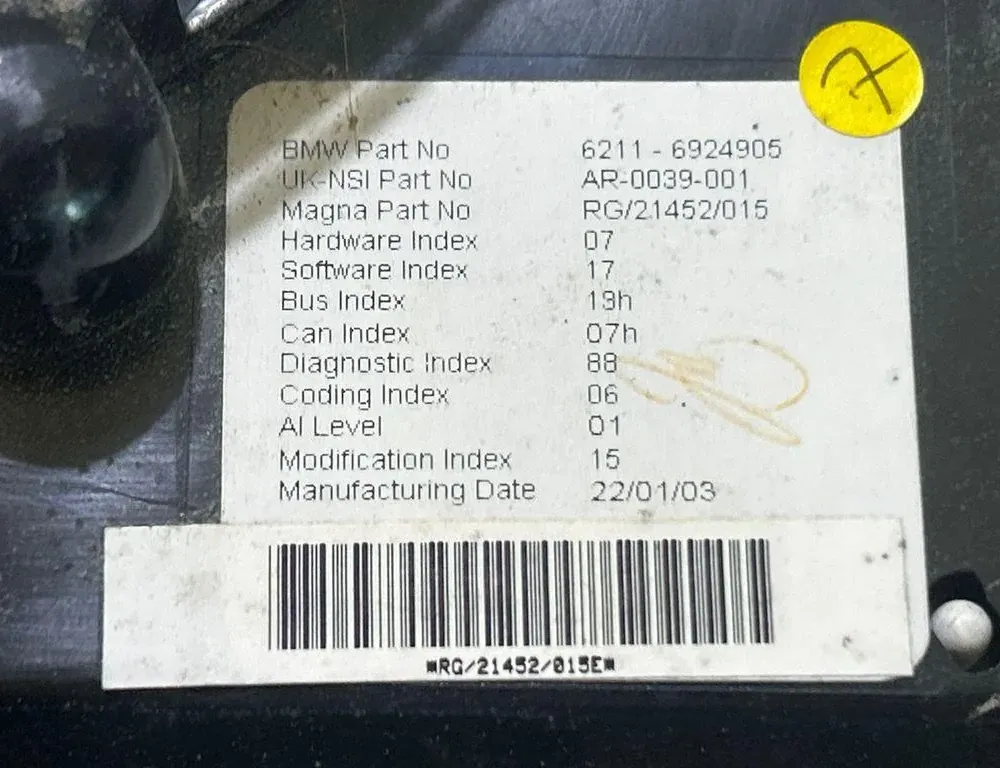 BMW Part No 6211 - 6924905
UK-NSI Part No AR-0039-001
Magna Part No RG/21452/015
Hardware Index 07
Software Index 17
Bus Index 13h
Can Index 07h
Diagnostic Index 88
Coding Index 06
AI Level 01
Modification Index 15
Manufacturing Date 22/01/03
*RG/21452/015E*